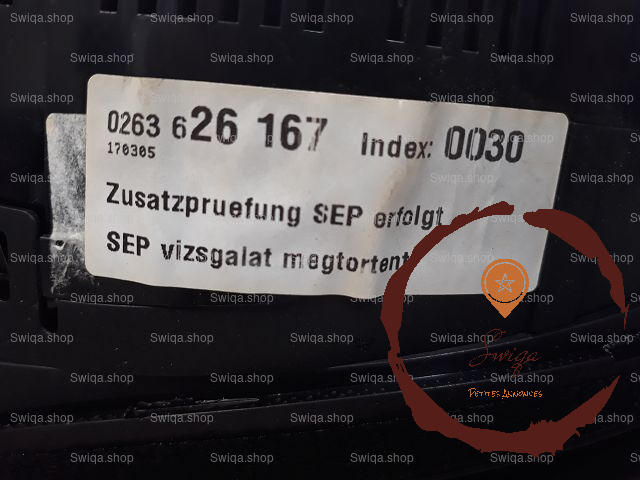 0263 626 167 Index: 0030
170305
Zusatzpruefung SEP erfolgt
SEP vizsgalat megtortent
Swiqa
PETITES ANNONCES
Swiqa.shop